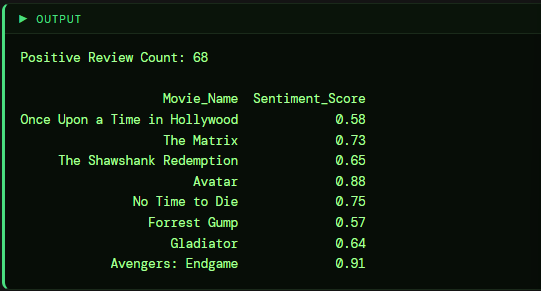 ▶ OUTPUT
Positive Review Count: 68
Movie_Name Sentiment_Score
Once Upon a Time in Hollywood 0.58
The Matrix 0.73
The Shawshank Redemption 0.65
Avatar 0.88
No Time to Die 0.75
Forrest Gump 0.57
Gladiator 0.64
Avengers: Endgame 0.91